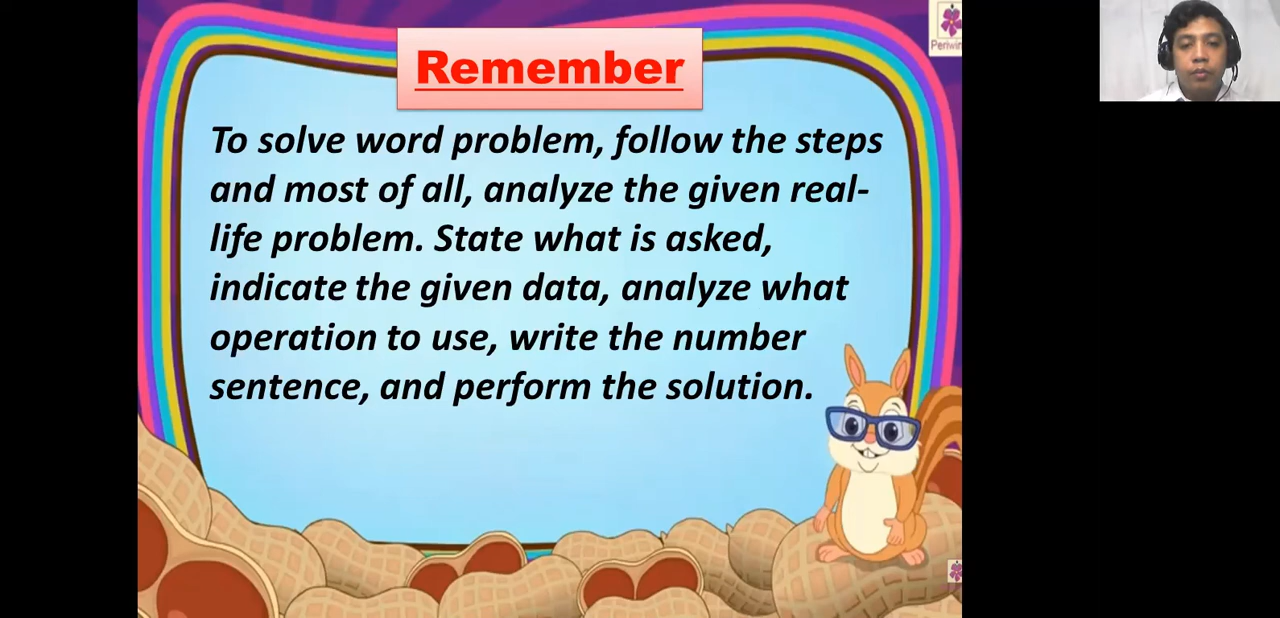 Remember
To solve word problem, follow the steps
and most of all, analyze the given real-
life problem. State what is asked,
indicate the given data, analyze what
operation to use, write the number
sentence, and perform the solution.